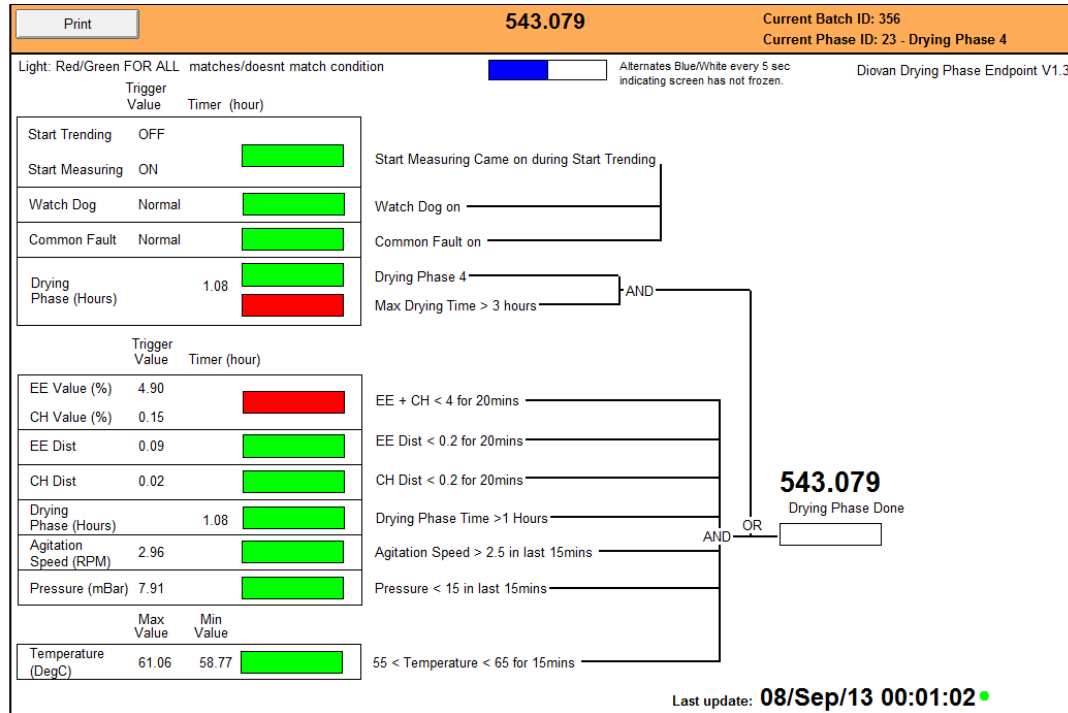 Print
543.079
Current Batch ID: 356
Current Phase ID: 23 - Drying Phase 4
Light: Red/Green FOR ALL matches/doesnt match condition
Alternates Blue/White every 5 sec
indicating screen has not frozen.
Diovan Drying Phase Endpoint V1.3
Trigger
Value Timer (hour)
Start Trending OFF
Start Measuring ON
Start Measuring Came on during Start Trending
Watch Dog Normal
Watch Dog on
Common Fault Normal
Common Fault on
Drying
Phase (Hours) 1.08
Drying Phase 4
Max Drying Time > 3 hours
AND
Trigger
Value Timer (hour)
EE Value (%) 4.90
CH Value (%) 0.15
EE + CH < 4 for 20mins
EE Dist 0.09
EE Dist < 0.2 for 20mins
CH Dist 0.02
CH Dist < 0.2 for 20mins
Drying
Phase (Hours) 1.08
Drying Phase Time >1 Hours
Agitation
Speed (RPM) 2.96
Agitation Speed > 2.5 in last 15mins
Pressure (mBar) 7.91
Pressure < 15 in last 15mins
AND
OR
543.079
Drying Phase Done
Max
Value
Min
Value
Temperature
(DegC) 61.06 58.77
55 < Temperature < 65 for 15mins
Last update: 08/Sep/13 00:01:02